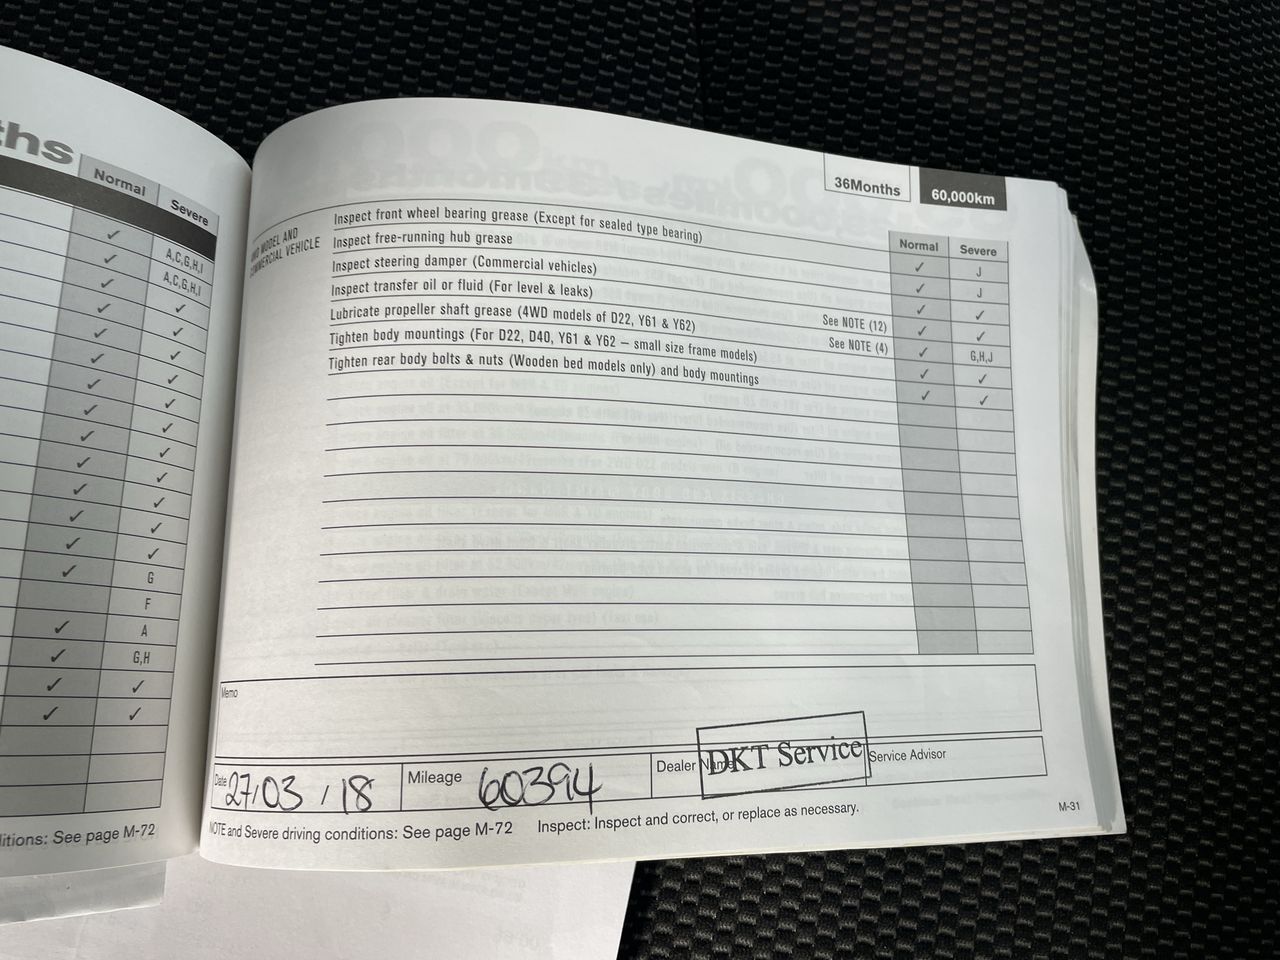 ths
Normal
Severe
✓
✓ A,C,G,H,I
✓ A,C,G,H,I
✓ ✓
✓ ✓
✓ ✓
✓ ✓
✓ ✓
✓ ✓
✓ ✓
✓ ✓
✓ ✓
✓ ✓
✓ ✓
✓ G
F
✓ A
✓ G,H
✓ ✓
✓ ✓
ditions: See page M-72
36Months 60,000km
Normal Severe
MODEL AND
COMMERCIAL VEHICLE
Inspect front wheel bearing grease (Except for sealed type bearing) ✓ J
Inspect free-running hub grease ✓ J
Inspect steering damper (Commercial vehicles) ✓ ✓
Inspect transfer oil or fluid (For level & leaks) See NOTE (12) ✓ ✓
Lubricate propeller shaft grease (4WD models of D22, Y61 & Y62) See NOTE (4) ✓ G,H,J
Tighten body mountings (For D22, D40, Y61 & Y62 – small size frame models) ✓ ✓
Tighten rear body bolts & nuts (Wooden bed models only) and body mountings ✓ ✓
Memo
Date 27/03/18 Mileage 60394 Dealer Name DKT Service Service Advisor
NOTE and Severe driving conditions: See page M-72 Inspect: Inspect and correct, or replace as necessary.
M-31